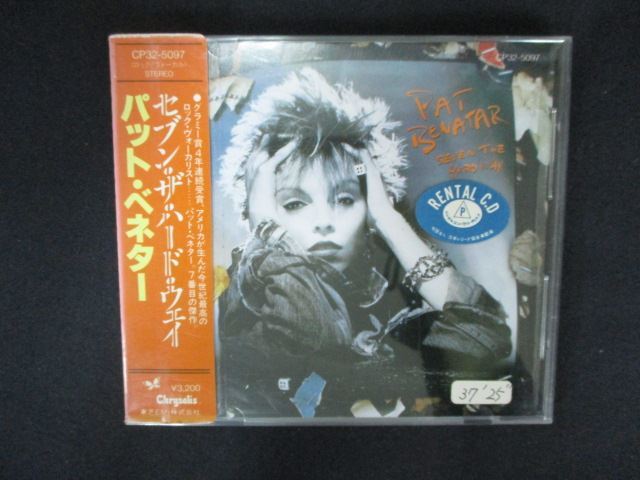 CP32-5097
STEREO
セブン・ザ・ハード・ウェイ
パット・ベネター
●グラミー賞4年連続受賞、アメリカが生んだ今世紀最高の
ロック・ヴォーカリスト……パット・ベネター、7番目の傑作
¥3,200
Chrysalis
CP32-5097
PAT
BENATAR
SEVEN THE
HARD WAY
RENTAL C.D
P
37'25"